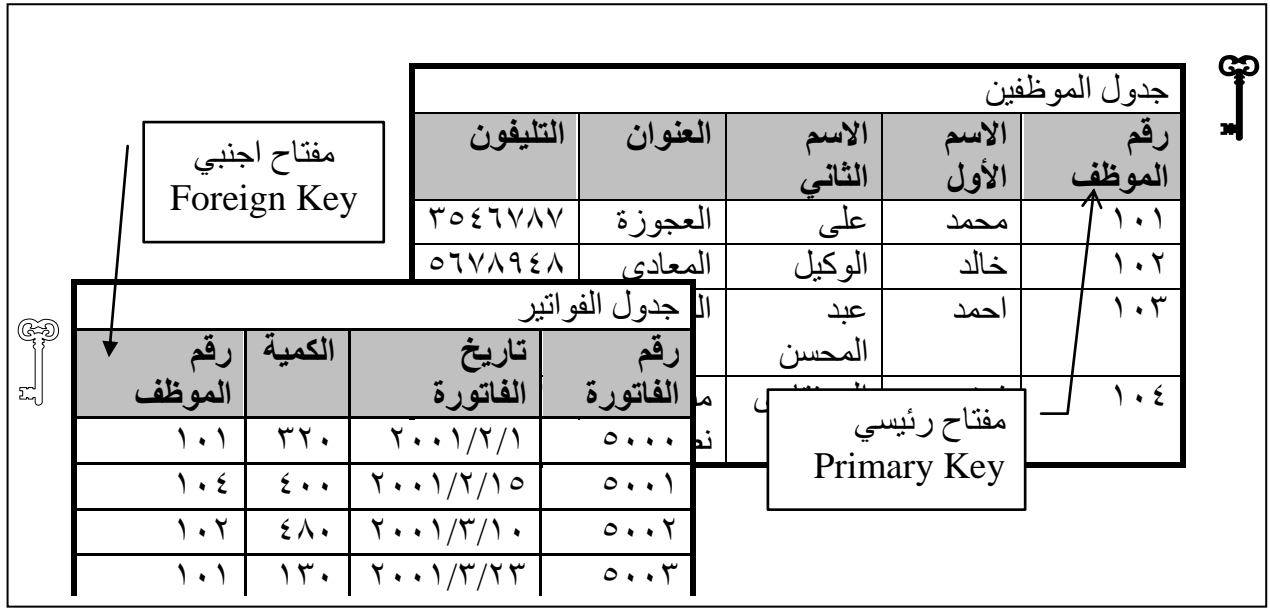 جدول الموظفين
رقم الموظف الاسم الأول الاسم الثاني العنوان التليفون
١٠١ محمد على العجوزة ٣٥٤٦٧٨٧
١٠٢ خالد الوكيل المعادي ٥٦٧٨٩٤٨
١٠٣ احمد عبد المحسن
١٠٤
مفتاح رئيسي
Primary Key
مفتاح اجنبي
Foreign Key
جدول الفواتير
رقم الفاتورة تاريخ الفاتورة الكمية رقم الموظف
٥٠٠٠ ٢٠٠١/٢/١ ٣٢٠ ١٠١
٥٠٠١ ٢٠٠١/٢/١٥ ٤٠٠ ١٠٤
٥٠٠٢ ٢٠٠١/٣/١٠ ٤٨٠ ١٠٢
٥٠٠٣ ٢٠٠١/٣/٢٣ ١٣٠ ١٠١